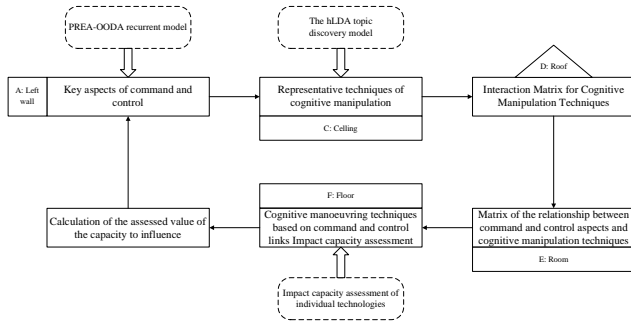 PREA-OODA recurrent model
The hLDA topic
discovery model
D: Roof
A: Left
wall
Key aspects of command and
control
Representative techniques of
cognitive manipulation
C: Celling
Interaction Matrix for Cognitive
Manipulation Techniques
F: Floor
Calculation of the assessed value of
the capacity to influence
Cognitive manoeuvring techniques
based on command and control
links Impact capacity assessment
Matrix of the relationship between
command and control aspects and
cognitive manipulation techniques
E: Room
Impact capacity assessment of
individual technologies